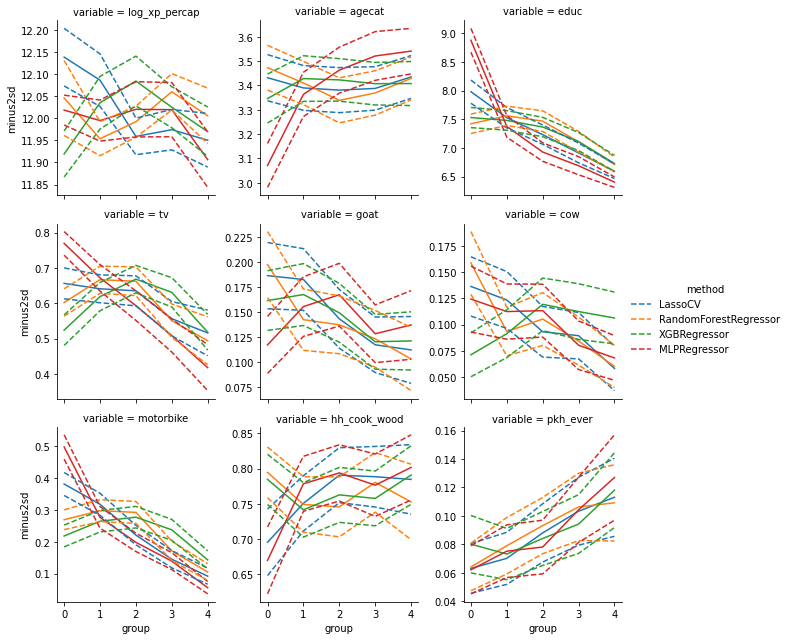 variable = log_xp_percap
variable = agecat
variable = educ
minus2sd
12.20
12.15
12.10
12.05
12.00
11.95
11.90
11.85
3.6
3.5
3.4
3.3
3.2
3.1
3.0
9.0
8.5
8.0
7.5
7.0
6.5
variable = tv
variable = goat
variable = cow
minus2sd
0.8
0.7
0.6
0.5
0.4
0.225
0.200
0.175
0.150
0.125
0.100
0.075
0.175
0.150
0.125
0.100
0.075
0.050
method
LassoCV
RandomForestRegressor
XGBRegressor
MLPRegressor
variable = motorbike
variable = hh_cook_wood
variable = pkh_ever
minus2sd
0.5
0.4
0.3
0.2
0.1
0.85
0.80
0.75
0.70
0.65
0.16
0.14
0.12
0.10
0.08
0.06
0.04
0 1 2 3 4
0 1 2 3 4
0 1 2 3 4
group
group
group